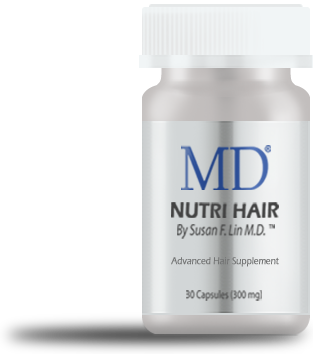 MD®
NUTRI HAIR
By Susan F. Lin M.D. ™
Advanced Hair Supplement
30 Capsules (300 mg)